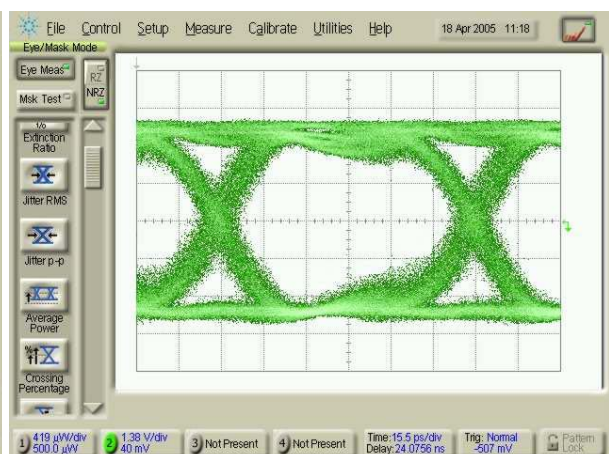 File Control Setup Measure Calibrate Utilities Help 18 Apr 2005 11:18
Eye/Mask Mode
Eye Meas
RZ
NRZ
Msk Test
Extinction
Ratio
Jitter RMS
Jitter p-p
Average
Power
Crossing
Percentage
1) 419 µW/div
500.0 µW
2) 1.38 V/div
40 mV
3) Not Present
4) Not Present
Time:15.5 ps/div
Delay:24.0756 ns
Trig: Normal
-507 mV
Pattern
Lock